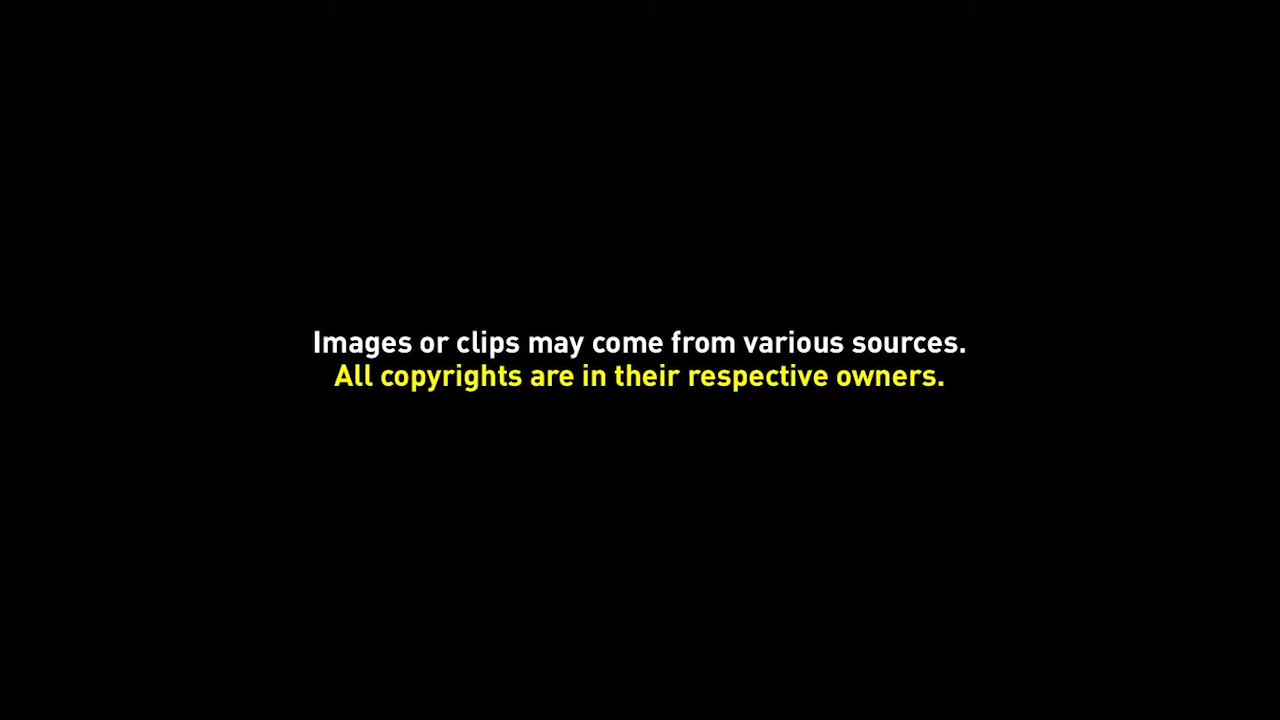 Images or clips may come from various sources.
All copyrights are in their respective owners.